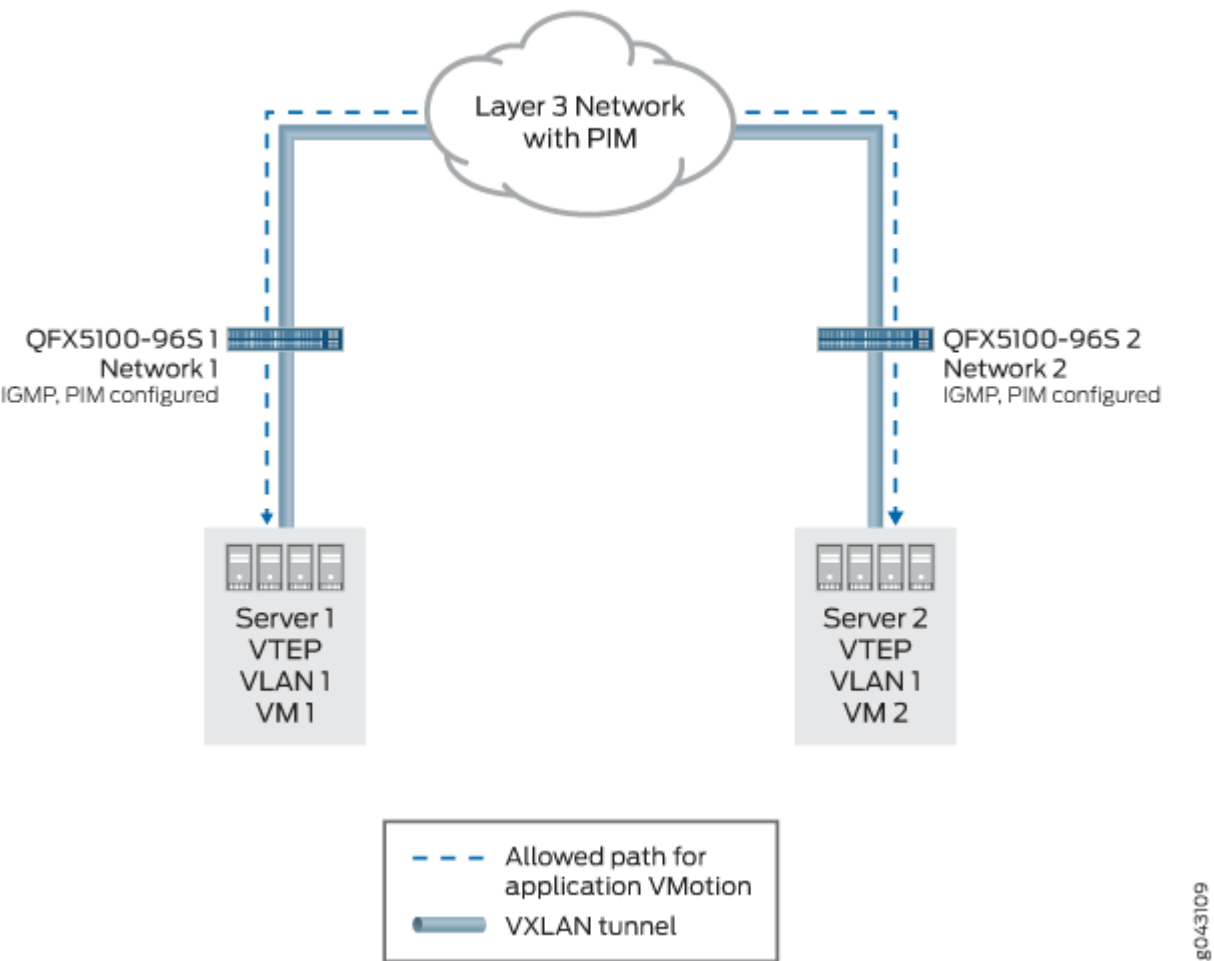 Layer 3 Network
with PIM
QFX5100-96S 1
Network 1
IGMP, PIM configured
QFX5100-96S 2
Network 2
IGMP, PIM configured
Server 1
VTEP
VLAN 1
VM 1
Server 2
VTEP
VLAN 1
VM 2
Allowed path for
application VMotion
VXLAN tunnel
8043109